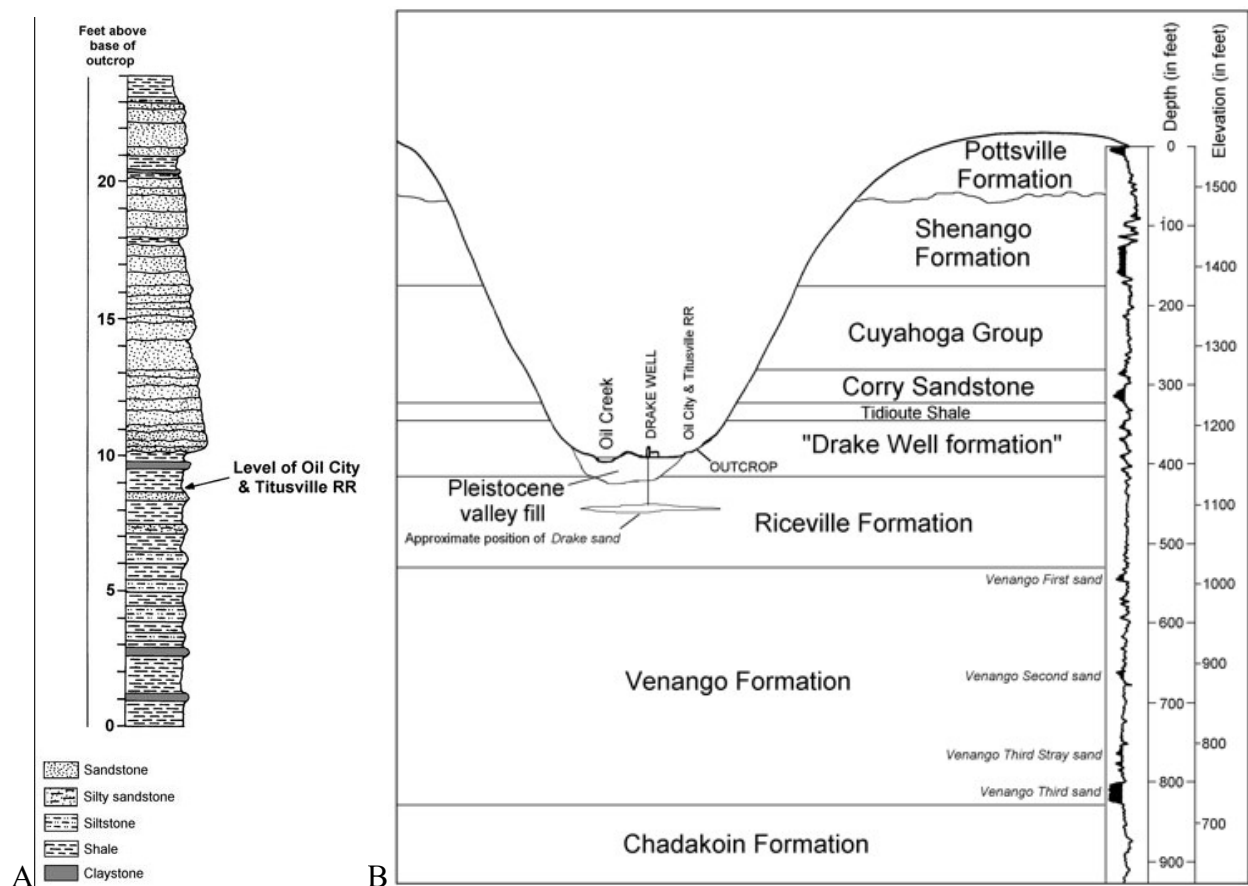 Feet above
base of
outcrop
20
15
10
Level of Oil City
& Titusville RR
5
0
Sandstone
Silty sandstone
Siltstone
Shale
Claystone
A
B
Depth (in feet)
Elevation (in feet)
0
100
200
300
400
500
600
700
800
900
1500
1400
1300
1200
1100
1000
900
800
700
Pottsville
Formation
Shenango
Formation
Cuyahoga Group
Corry Sandstone
Tidioute Shale
"Drake Well formation"
Oil Creek
DRAKE WELL
Oil City & Titusville RR
OUTCROP
Pleistocene
valley fill
Riceville Formation
Approximate position of Drake sand
Venango First sand
Venango Formation
Venango Second sand
Venango Third Stray sand
Venango Third sand
Chadakoin Formation